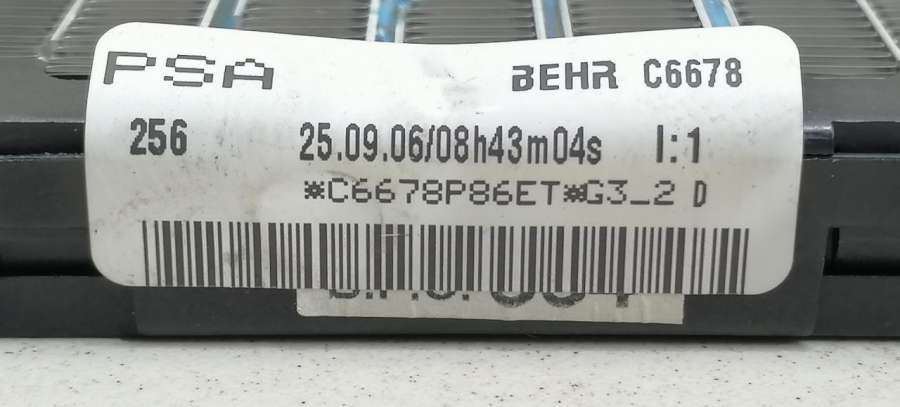 PSA BEHR C6678
256 25.09.06/08h43m04s I:1
*C6678P86ET*G3_2 D